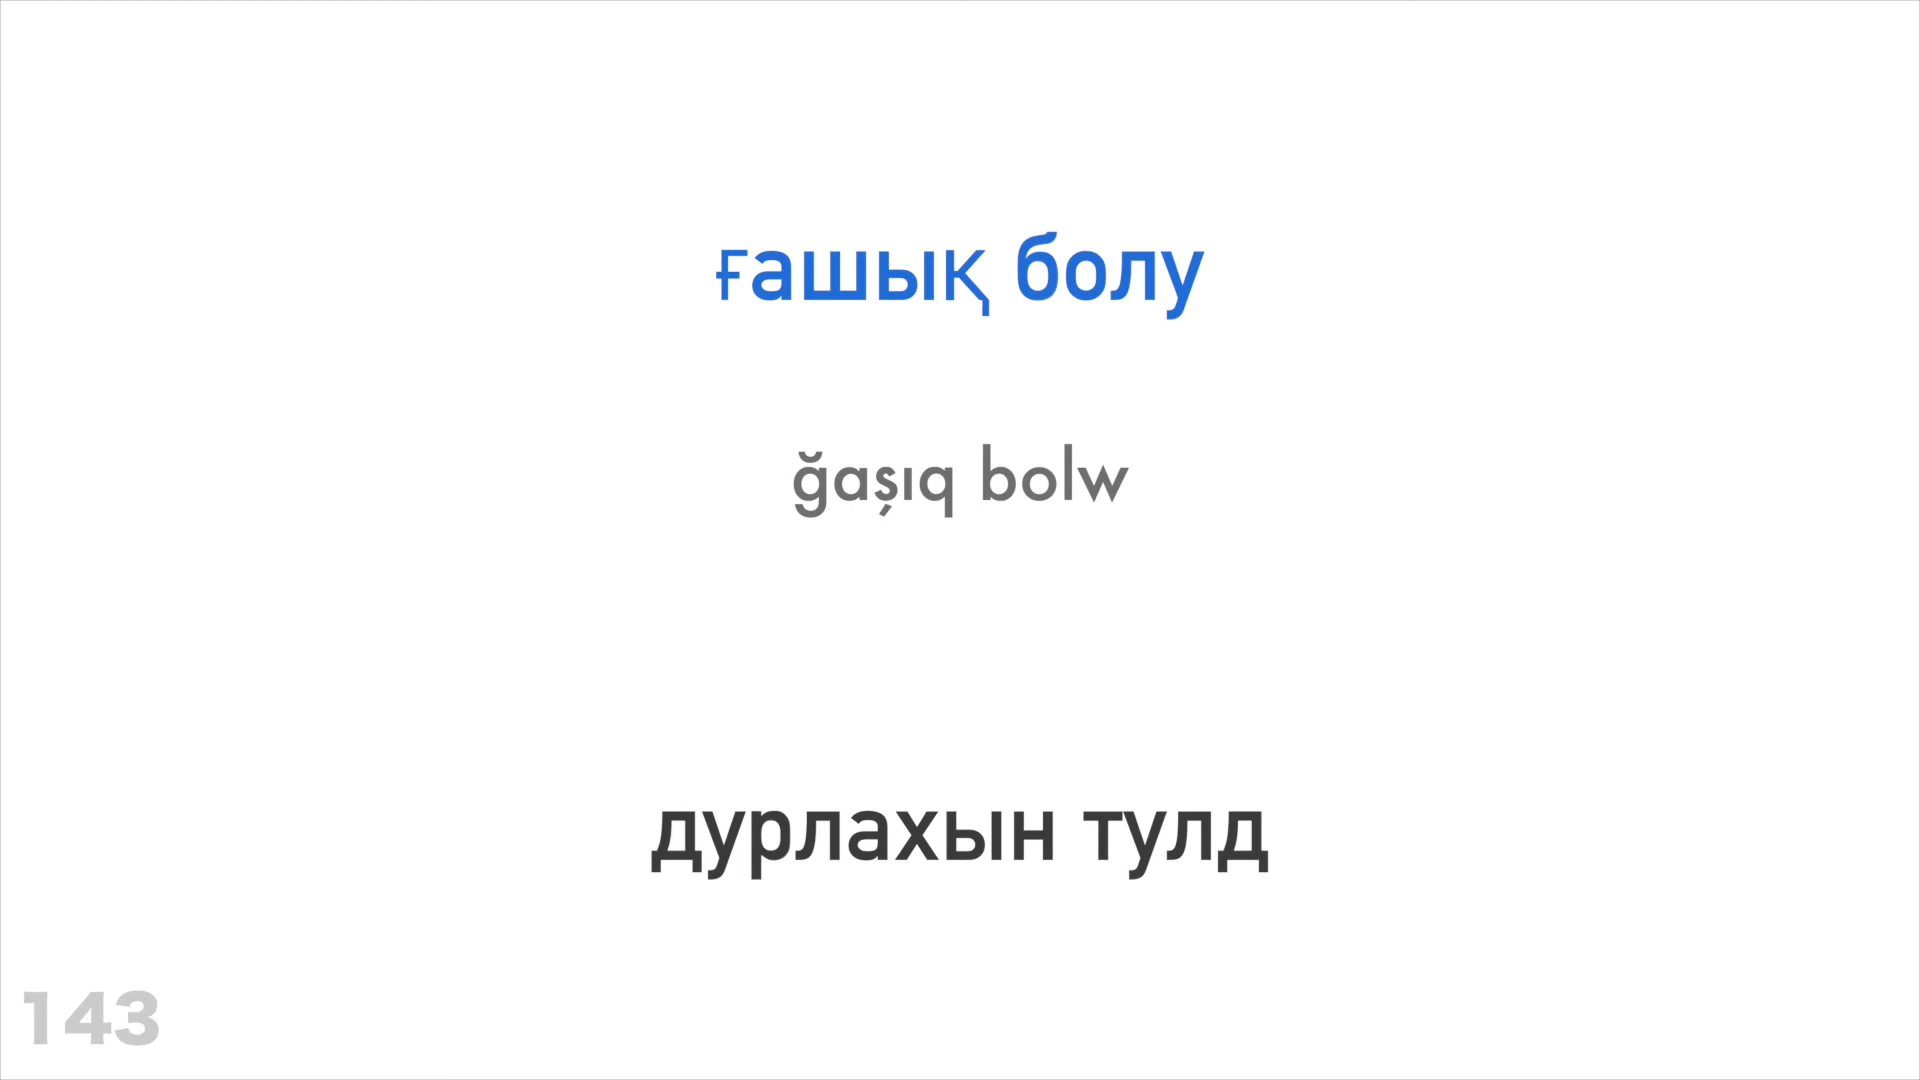 ғашық болу
ğaşıq bolw
дурлахын тулд
143